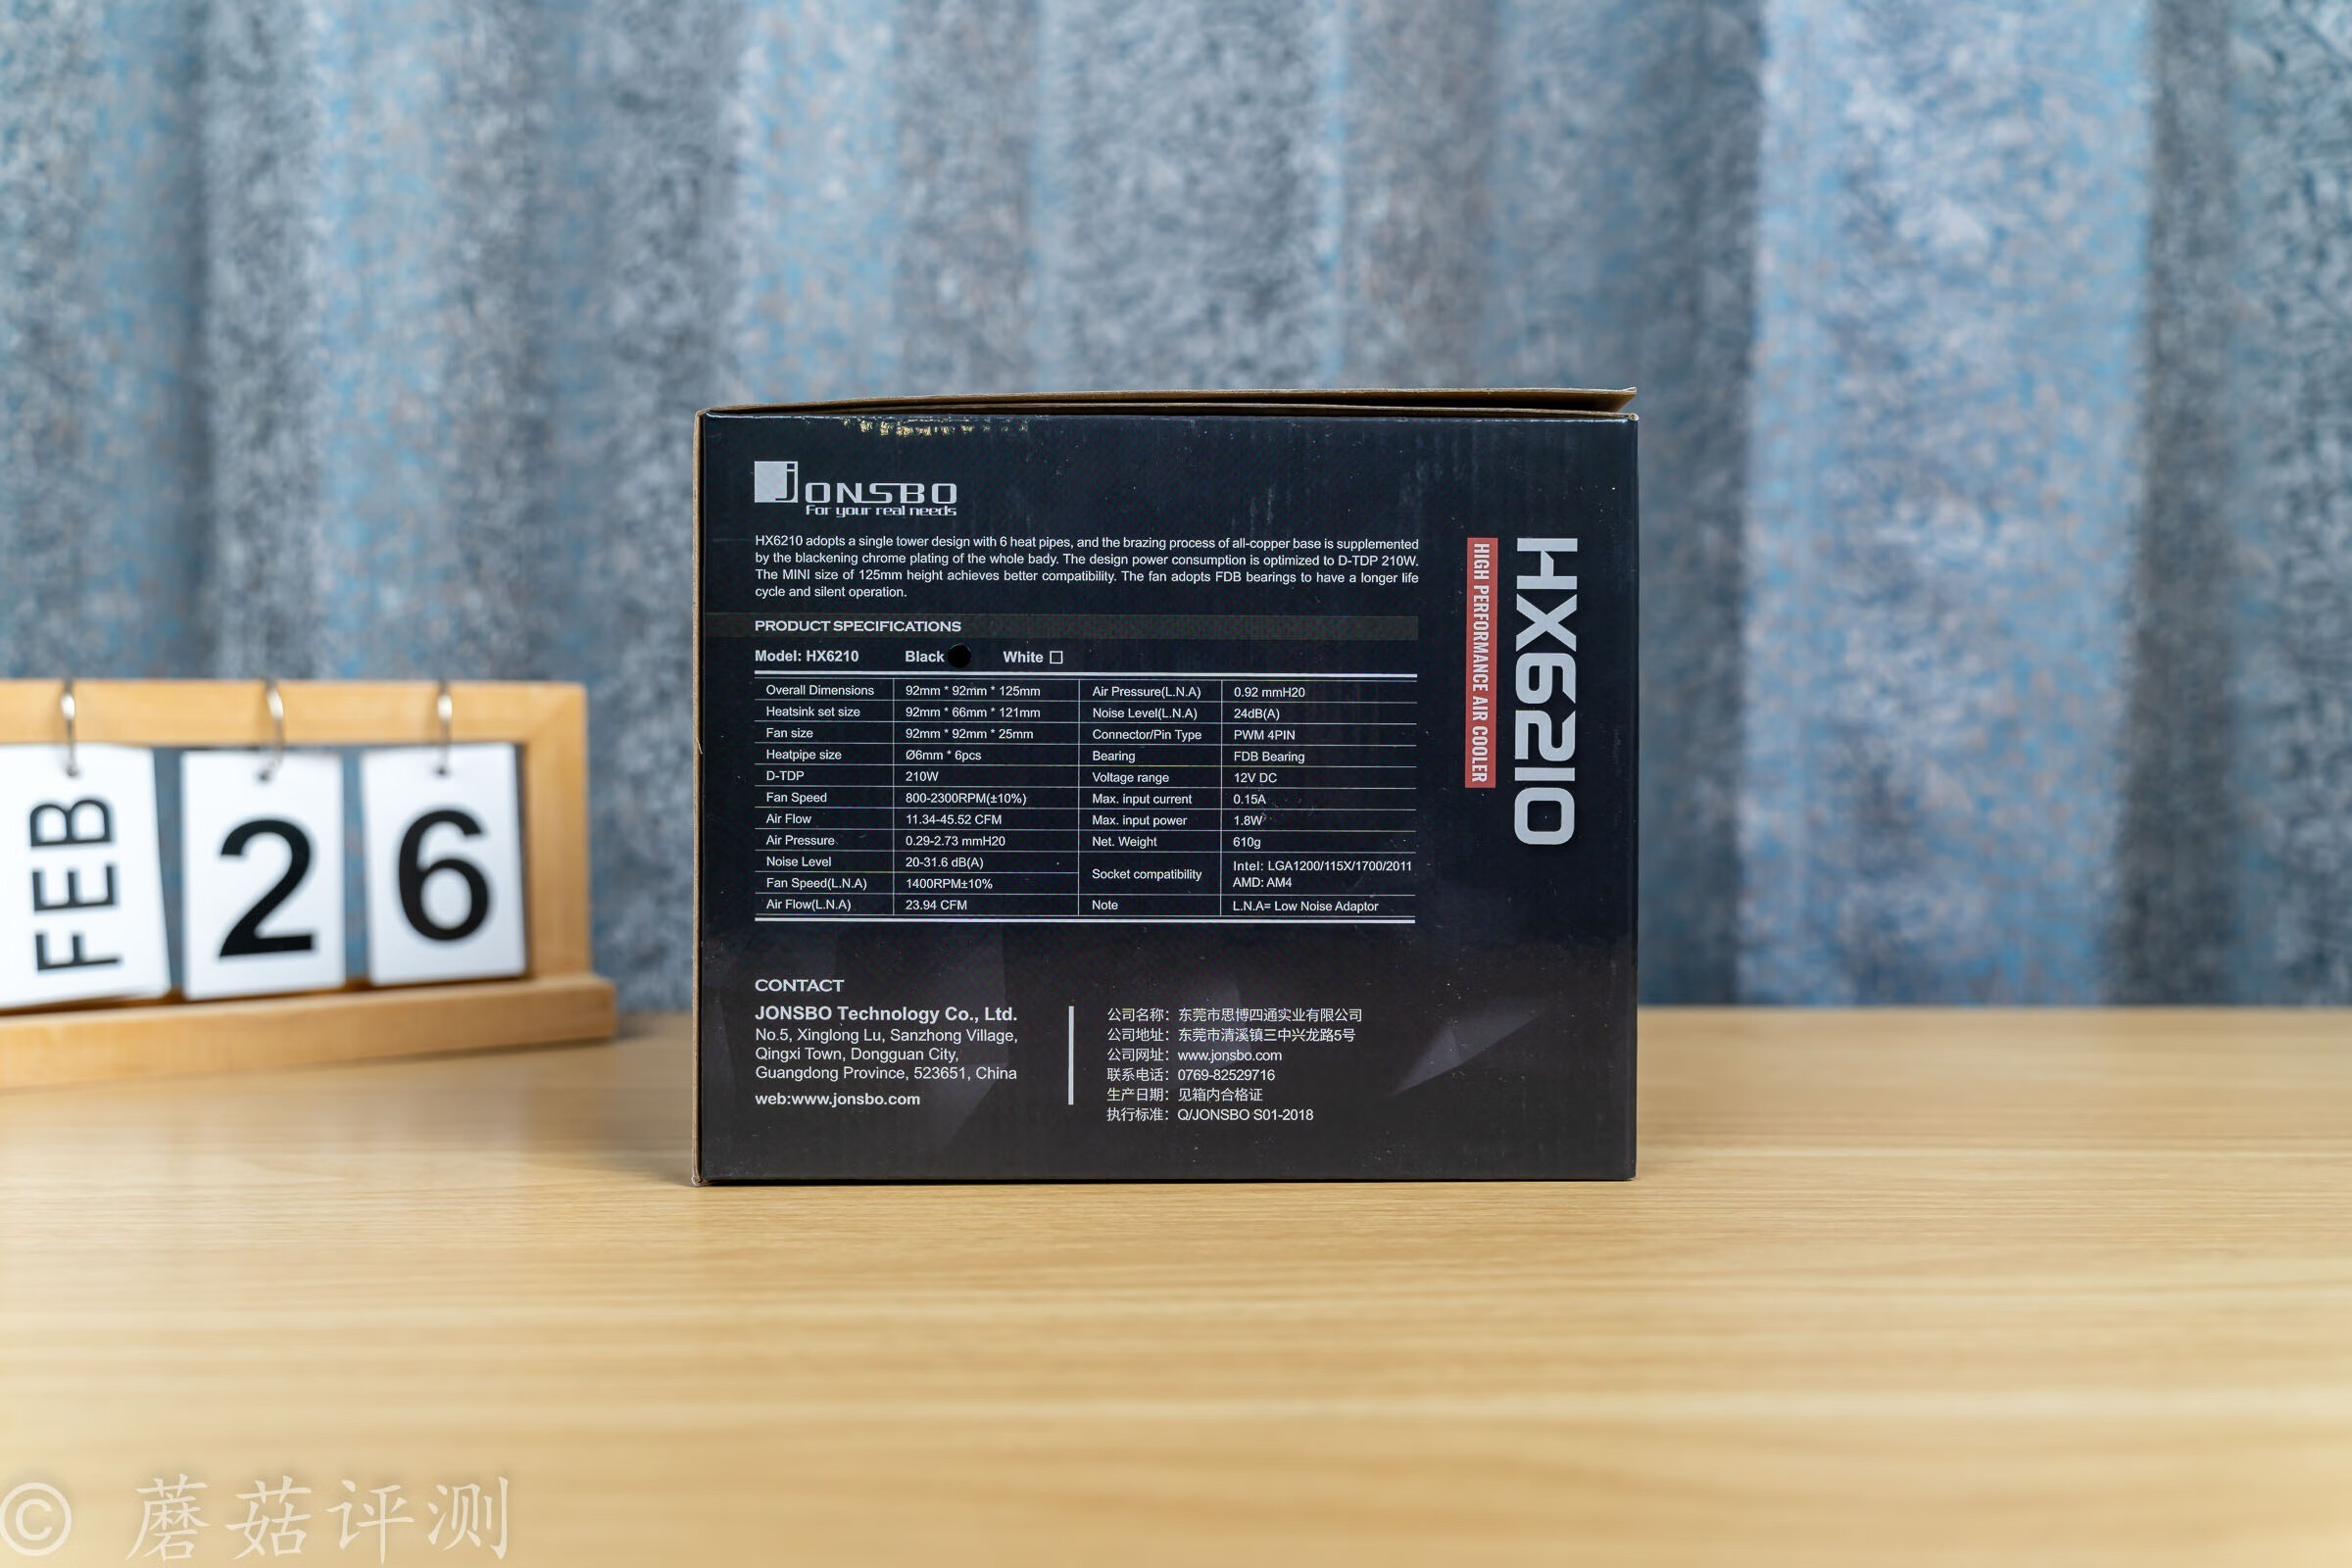 JONSBO
For your real needs
HX6210 adopts a single tower design with 6 heat pipes, and the brazing process of all-copper base is supplemented
by the blackening chrome plating of the whole bady. The design power consumption is optimized to D-TDP 210W.
The MINI size of 125mm height achieves better compatibility. The fan adopts FDB bearings to have a longer life
cycle and silent operation.
PRODUCT SPECIFICATIONS
Model: HX6210 Black White
Overall Dimensions 92mm * 92mm * 125mm Air Pressure(L.N.A) 0.92 mmH20
Heatsink set size 92mm * 66mm * 121mm Noise Level(L.N.A) 24dB(A)
Fan size 92mm * 92mm * 25mm Connector/Pin Type PWM 4PIN
Heatpipe size Ø6mm * 6pcs Bearing FDB Bearing
D-TDP 210W Voltage range 12V DC
Fan Speed 800-2300RPM(±10%) Max. input current 0.15A
Air Flow 11.34-45.52 CFM Max. input power 1.8W
Air Pressure 0.29-2.73 mmH20 Net. Weight 610g
Noise Level 20-31.6 dB(A) Socket compatibility Intel: LGA1200/115X/1700/2011
Fan Speed(L.N.A) 1400RPM±10% AMD: AM4
Air Flow(L.N.A) 23.94 CFM Note L.N.A= Low Noise Adaptor
HX6210
HIGH PERFORMANCE AIR COOLER
CONTACT
JONSBO Technology Co., Ltd.
No.5, Xinglong Lu, Sanzhong Village,
Qingxi Town, Dongguan City,
Guangdong Province, 523651, China
web:www.jonsbo.com
公司名称：东莞市思博四通实业有限公司
公司地址：东莞市清溪镇三中兴龙路5号
公司网址：www.jonsbo.com
联系电话：0769-82529716
生产日期：见箱内合格证
执行标准：Q/JONSBO S01-2018
FEB 26
© 蘑菇评测